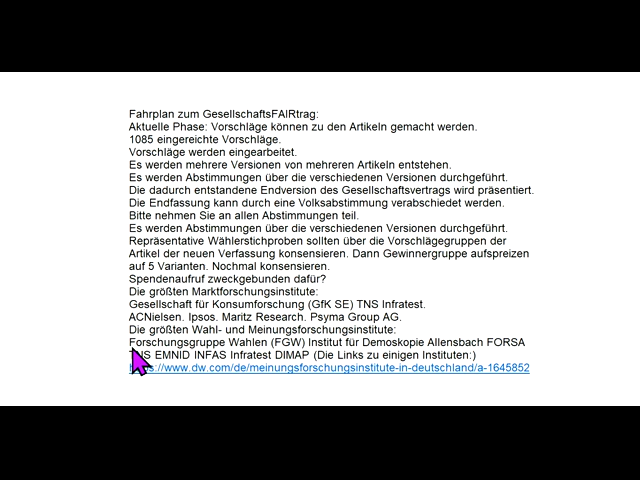 Fahrplan zum GesellschaftsFAIRtrag:
Aktuelle Phase: Vorschläge können zu den Artikeln gemacht werden.
1085 eingereichte Vorschläge.
Vorschläge werden eingearbeitet.
Es werden mehrere Versionen von mehreren Artikeln entstehen.
Es werden Abstimmungen über die verschiedenen Versionen durchgeführt.
Die dadurch entstandene Endversion des Gesellschaftsvertrags wird präsentiert.
Die Endfassung kann durch eine Volksabstimmung verabschiedet werden.
Bitte nehmen Sie an allen Abstimmungen teil.
Es werden Abstimmungen über die verschiedenen Versionen durchgeführt.
Repräsentative Wählerstichproben sollten über die Vorschlägegruppen der
Artikel der neuen Verfassung konsensieren. Dann Gewinnergruppe aufspreizen
auf 5 Varianten. Nochmal konsensieren.
Spendenaufruf zweckgebunden dafür?
Die größten Marktforschungsinstitute:
Gesellschaft für Konsumforschung (GfK SE) TNS Infratest.
ACNielsen. Ipsos. Maritz Research. Psyma Group AG.
Die größten Wahl- und Meinungsforschungsinstitute:
Forschungsgruppe Wahlen (FGW) Institut für Demoskopie Allensbach FORSA
EMNID INFAS Infratest DIMAP (Die Links zu einigen Instituten:)
https://www.dw.com/de/meinungsforschungsinstitute-in-deutschland/a-1645852